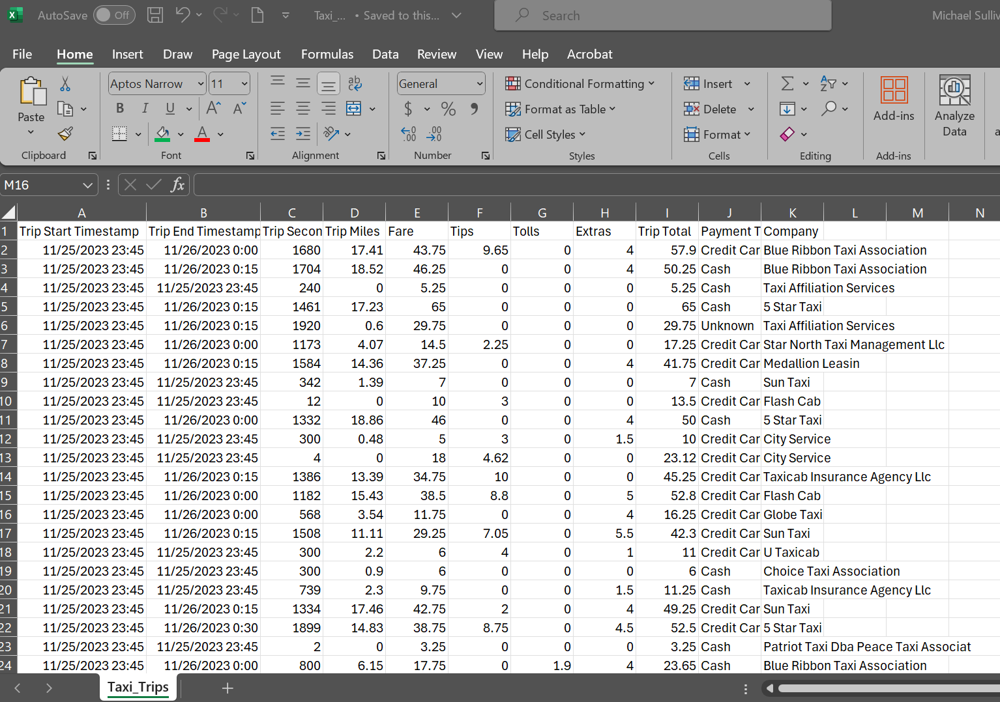 AutoSave Off Taxi_... • Saved to this... Search Michael Sulliv
File Home Insert Draw Page Layout Formulas Data Review View Help Acrobat
Paste
Clipboard
Aptos Narrow 11
B I U A A
A
Font
ab
Alignment
General
$ % 9
.00 .00
Number
Conditional Formatting
Format as Table
Cell Styles
Styles
Insert
Delete
Format
Cells
Editing
Add-ins
Add-ins
Analyze
Data
M16 fx
A B C D E F G H I J K L M N
1 Trip Start Timestamp Trip End Timestamp Trip Secon Trip Miles Fare Tips Tolls Extras Trip Total Payment T Company
2 11/25/2023 23:45 11/26/2023 0:00 1680 17.41 43.75 9.65 0 4 57.9 Credit Car Blue Ribbon Taxi Association
3 11/25/2023 23:45 11/26/2023 0:15 1704 18.52 46.25 0 0 4 50.25 Cash Blue Ribbon Taxi Association
4 11/25/2023 23:45 11/25/2023 23:45 240 0 5.25 0 0 0 5.25 Cash Taxi Affiliation Services
5 11/25/2023 23:45 11/26/2023 0:15 1461 17.23 65 0 0 0 65 Cash 5 Star Taxi
6 11/25/2023 23:45 11/26/2023 0:15 1920 0.6 29.75 0 0 0 29.75 Unknown Taxi Affiliation Services
7 11/25/2023 23:45 11/26/2023 0:00 1173 4.07 14.5 2.25 0 0 17.25 Credit Car Star North Taxi Management Llc
8 11/25/2023 23:45 11/26/2023 0:15 1584 14.36 37.25 0 0 4 41.75 Credit Car Medallion Leasin
9 11/25/2023 23:45 11/25/2023 23:45 342 1.39 7 0 0 0 7 Cash Sun Taxi
10 11/25/2023 23:45 11/25/2023 23:45 12 0 10 3 0 0 13.5 Credit Car Flash Cab
11 11/25/2023 23:45 11/26/2023 0:00 1332 18.86 46 0 0 4 50 Cash 5 Star Taxi
12 11/25/2023 23:45 11/25/2023 23:45 300 0.48 5 3 0 1.5 10 Credit Car City Service
13 11/25/2023 23:45 11/25/2023 23:45 4 0 18 4.62 0 0 23.12 Credit Car City Service
14 11/25/2023 23:45 11/26/2023 0:15 1386 13.39 34.75 10 0 0 45.25 Credit Car Taxicab Insurance Agency Llc
15 11/25/2023 23:45 11/26/2023 0:00 1182 15.43 38.5 8.8 0 5 52.8 Credit Car Flash Cab
16 11/25/2023 23:45 11/26/2023 0:00 568 3.54 11.75 0 0 4 16.25 Credit Car Globe Taxi
17 11/25/2023 23:45 11/26/2023 0:15 1508 11.11 29.25 7.05 0 5.5 42.3 Credit Car Sun Taxi
18 11/25/2023 23:45 11/25/2023 23:45 300 2.2 6 4 0 1 11 Credit Car U Taxicab
19 11/25/2023 23:45 11/25/2023 23:45 300 0.9 6 0 0 0 6 Cash Choice Taxi Association
20 11/25/2023 23:45 11/25/2023 23:45 739 2.3 9.75 0 0 1.5 11.25 Cash Taxicab Insurance Agency Llc
21 11/25/2023 23:45 11/26/2023 0:15 1334 17.46 42.75 2 0 4 49.25 Credit Car Sun Taxi
22 11/25/2023 23:45 11/26/2023 0:30 1899 14.83 38.75 8.75 0 4.5 52.5 Credit Car 5 Star Taxi
23 11/25/2023 23:45 11/25/2023 23:45 2 0 3.25 0 0 0 3.25 Cash Patriot Taxi Dba Peace Taxi Associat
24 11/25/2023 23:45 11/26/2023 0:00 800 6.15 17.75 0 1.9 4 23.65 Cash Blue Ribbon Taxi Association
Taxi_Trips